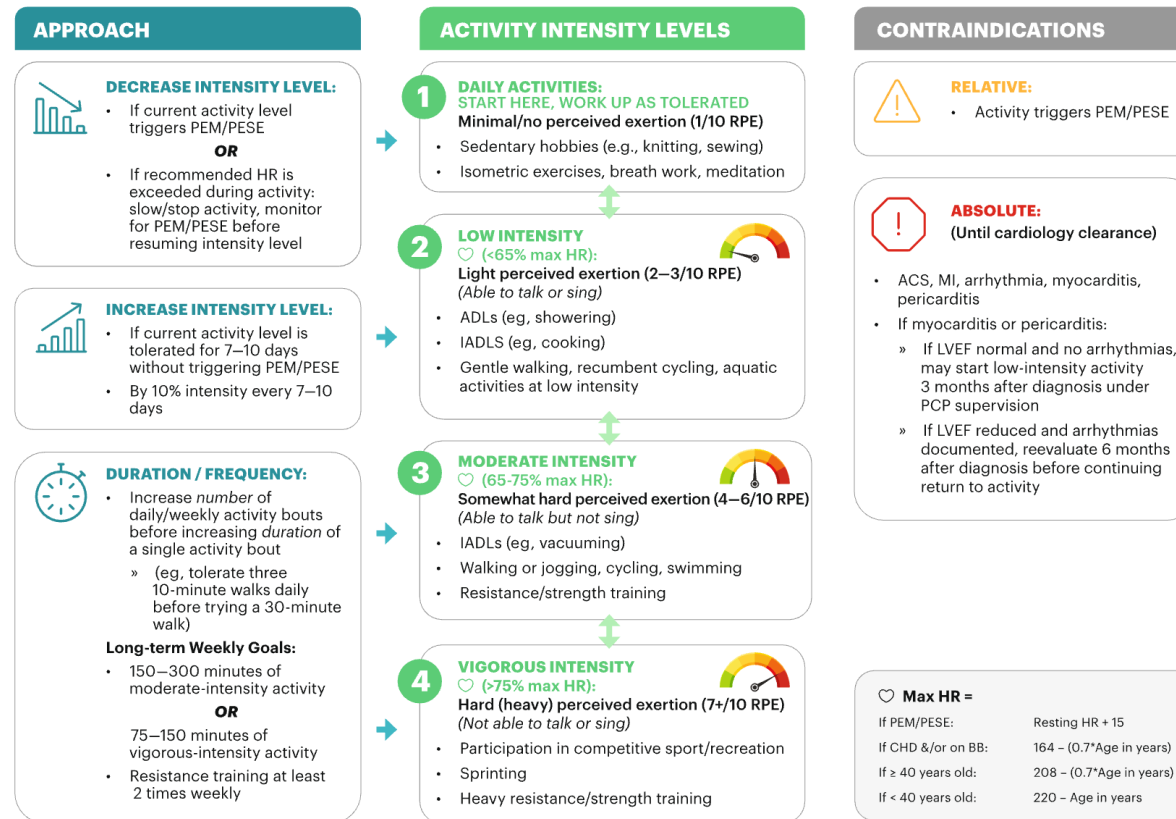 APPROACH
DECREASE INTENSITY LEVEL:
• If current activity level
triggers PEM/PESE
OR
• If recommended HR is
exceeded during activity:
slow/stop activity, monitor
for PEM/PESE before
resuming intensity level
INCREASE INTENSITY LEVEL:
• If current activity level is
tolerated for 7–10 days
without triggering PEM/PESE
• By 10% intensity every 7–10
days
DURATION / FREQUENCY:
• Increase number of
daily/weekly activity bouts
before increasing duration of
a single activity bout
» (eg, tolerate three
10-minute walks daily
before trying a 30-minute
walk)
Long-term Weekly Goals:
• 150–300 minutes of
moderate-intensity activity
OR
75–150 minutes of
vigorous-intensity activity
• Resistance training at least
2 times weekly
ACTIVITY INTENSITY LEVELS
1
DAILY ACTIVITIES:
START HERE, WORK UP AS TOLERATED
Minimal/no perceived exertion (1/10 RPE)
• Sedentary hobbies (e.g., knitting, sewing)
• Isometric exercises, breath work, meditation
2
LOW INTENSITY
(<65% max HR):
Light perceived exertion (2–3/10 RPE)
(Able to talk or sing)
• ADLs (eg, showering)
• IADLS (eg, cooking)
• Gentle walking, recumbent cycling, aquatic
activities at low intensity
3
MODERATE INTENSITY
(65-75% max HR):
Somewhat hard perceived exertion (4–6/10 RPE)
(Able to talk but not sing)
• IADLs (eg, vacuuming)
• Walking or jogging, cycling, swimming
• Resistance/strength training
4
VIGOROUS INTENSITY
(>75% max HR):
Hard (heavy) perceived exertion (7+/10 RPE)
(Not able to talk or sing)
• Participation in competitive sport/recreation
• Sprinting
• Heavy resistance/strength training
CONTRAINDICATIONS
RELATIVE:
• Activity triggers PEM/PESE
ABSOLUTE:
(Until cardiology clearance)
• ACS, MI, arrhythmia, myocarditis,
pericarditis
• If myocarditis or pericarditis:
» If LVEF normal and no arrhythmias,
may start low-intensity activity
3 months after diagnosis under
PCP supervision
» If LVEF reduced and arrhythmias
documented, reevaluate 6 months
after diagnosis before continuing
return to activity
Max HR =
If PEM/PESE: Resting HR + 15
If CHD &/or on BB: 164 – (0.7*Age in years)
If ≥ 40 years old: 208 – (0.7*Age in years)
If < 40 years old: 220 – Age in years